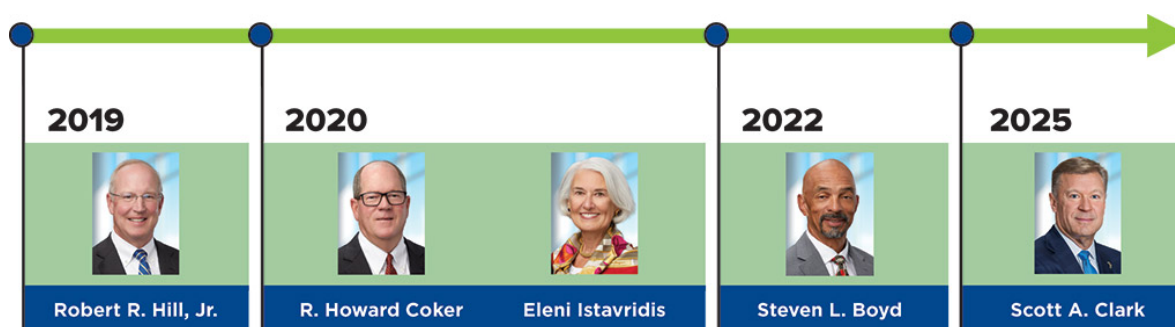 2019
2020
2022
2025
Robert R. Hill, Jr.
R. Howard Coker
Eleni Istavridis
Steven L. Boyd
Scott A. Clark